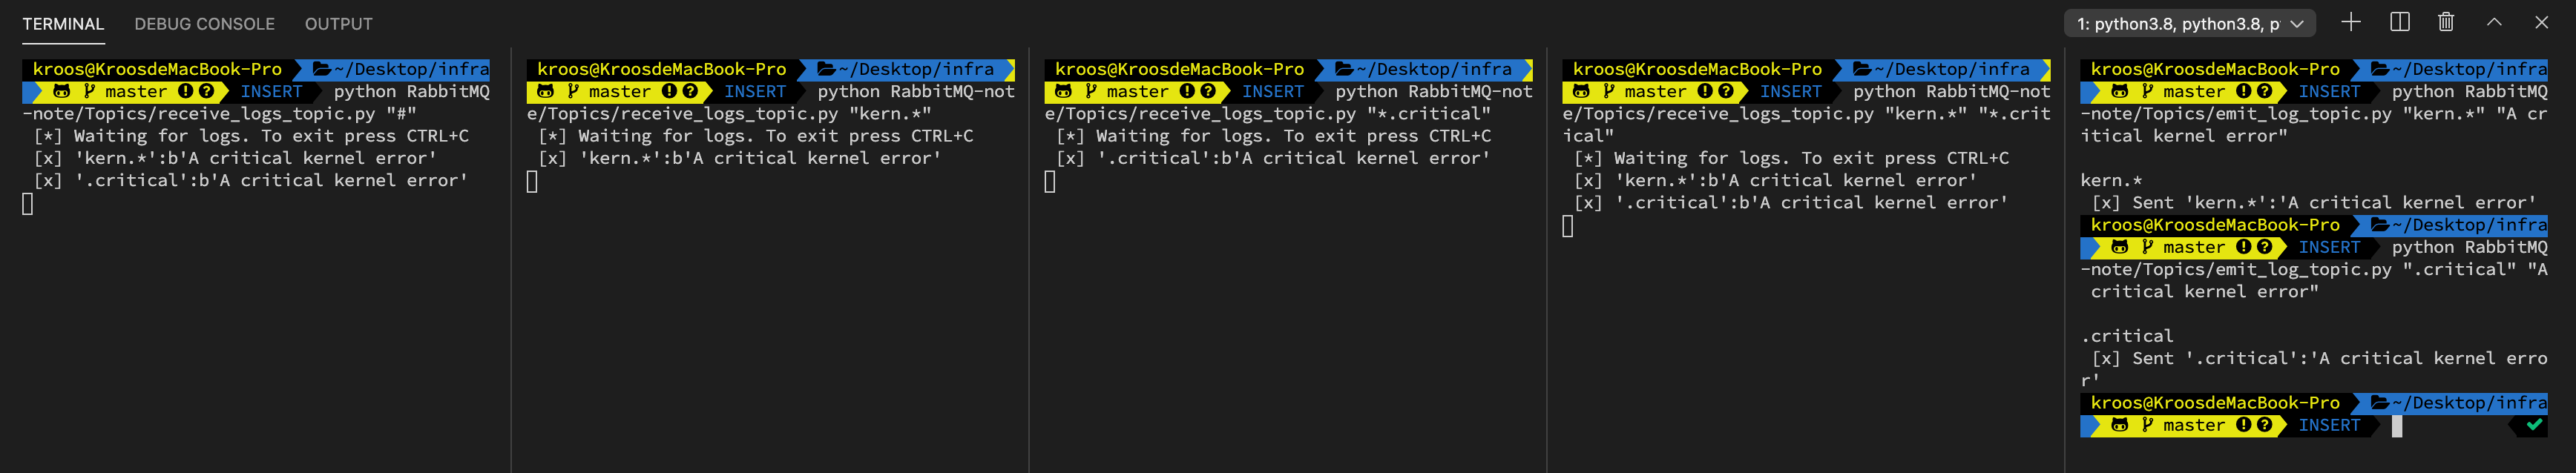 TERMINAL DEBUG CONSOLE OUTPUT 1: python3.8, python3.8, p
kroos@KroosdeMacBook-Pro ~/Desktop/infra
master INSERT python RabbitMQ
-note/Topics/receive_logs_topic.py "#"
[*] Waiting for logs. To exit press CTRL+C
[x] 'kern.*':b'A critical kernel error'
[x] '.critical':b'A critical kernel error'
kroos@KroosdeMacBook-Pro ~/Desktop/infra
master INSERT python RabbitMQ-not
e/Topics/receive_logs_topic.py "kern.*"
[*] Waiting for logs. To exit press CTRL+C
[x] 'kern.*':b'A critical kernel error'
kroos@KroosdeMacBook-Pro ~/Desktop/infra
master INSERT python RabbitMQ-not
e/Topics/receive_logs_topic.py "*.critical"
[*] Waiting for logs. To exit press CTRL+C
[x] '.critical':b'A critical kernel error'
kroos@KroosdeMacBook-Pro ~/Desktop/infra
master INSERT python RabbitMQ-not
e/Topics/receive_logs_topic.py "kern.*" "*.crit
ical"
[*] Waiting for logs. To exit press CTRL+C
[x] 'kern.*':b'A critical kernel error'
[x] '.critical':b'A critical kernel error'
kroos@KroosdeMacBook-Pro ~/Desktop/infra
master INSERT python RabbitMQ
-note/Topics/emit_log_topic.py "kern.*" "A cr
itical kernel error"
kern.*
[x] Sent 'kern.*':'A critical kernel error'
kroos@KroosdeMacBook-Pro ~/Desktop/infra
master INSERT python RabbitMQ
-note/Topics/emit_log_topic.py ".critical" "A
critical kernel error"
.critical
[x] Sent '.critical':'A critical kernel erro
r'
kroos@KroosdeMacBook-Pro ~/Desktop/infra
master INSERT